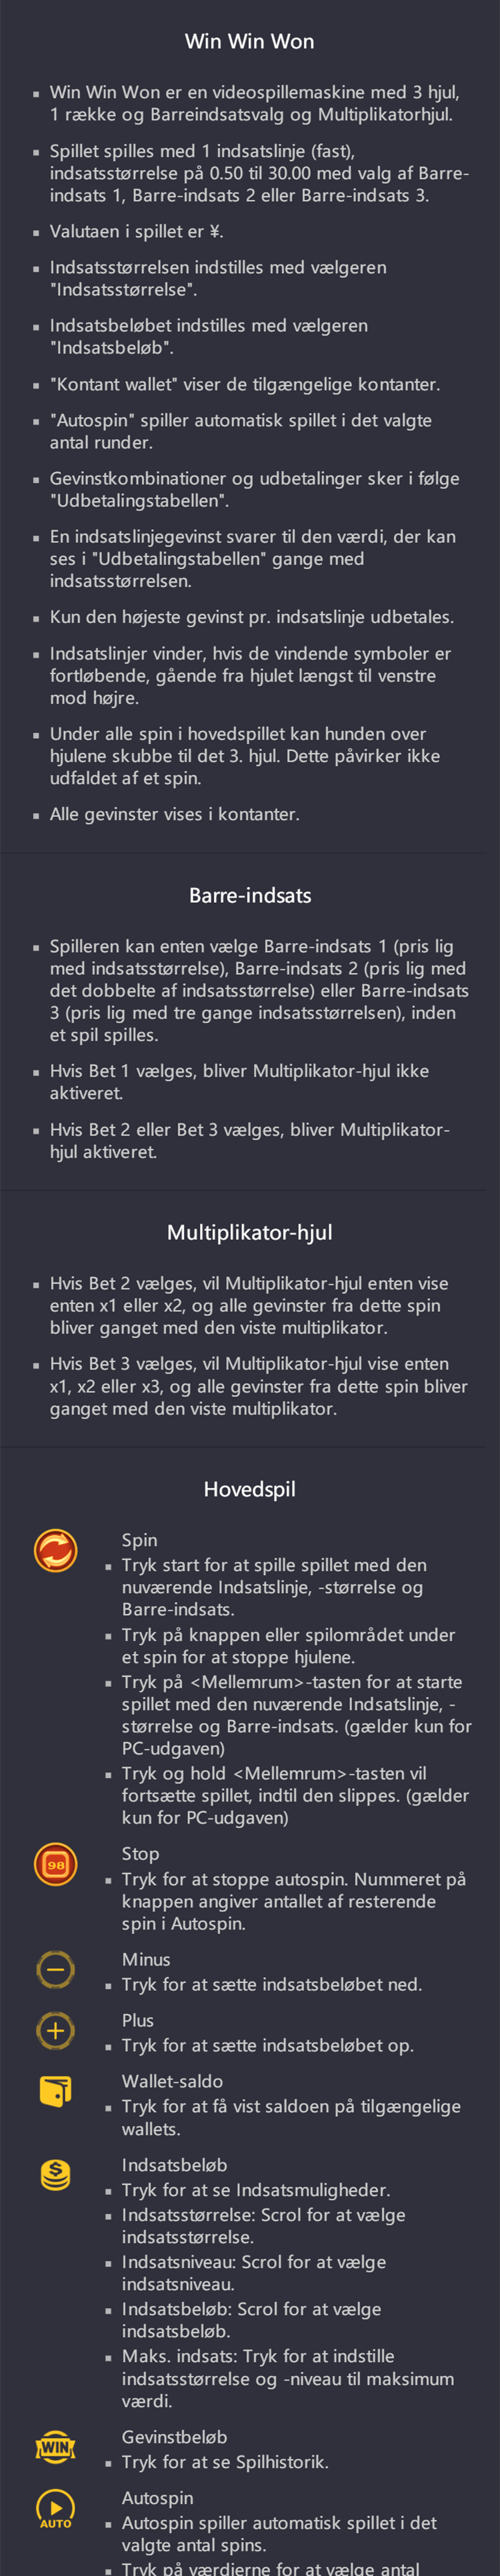 Win Win Won
▪ Win Win Won er en videospillemaskine med 3 hjul,
1 række og Barreindsatsvalg og Multiplikatorhjul.
▪ Spillet spilles med 1 indsatslinje (fast),
indsatsstørrelse på 0.50 til 30.00 med valg af Barre-
indsats 1, Barre-indsats 2 eller Barre-indsats 3.
▪ Valutaen i spillet er ¥.
▪ Indsatsstørrelsen indstilles med vælgeren
"Indsatsstørrelse".
▪ Indsatsbeløbet indstilles med vælgeren
"Indsatsbeløb".
▪ "Kontant wallet" viser de tilgængelige kontanter.
▪ "Autospin" spiller automatisk spillet i det valgte
antal runder.
▪ Gevinstkombinationer og udbetalinger sker i følge
"Udbetalingstabellen".
▪ En indsatslinjegevinst svarer til den værdi, der kan
ses i "Udbetalingstabellen" gange med
indsatsstørrelsen.
▪ Kun den højeste gevinst pr. indsatslinje udbetales.
▪ Indsatslinjer vinder, hvis de vindende symboler er
fortløbende, gående fra hjulet længst til venstre
mod højre.
▪ Under alle spin i hovedspillet kan hunden over
hjulene skubbe til det 3. hjul. Dette påvirker ikke
udfaldet af et spin.
▪ Alle gevinster vises i kontanter.
Barre-indsats
▪ Spilleren kan enten vælge Barre-indsats 1 (pris lig
med indsatsstørrelse), Barre-indsats 2 (pris lig med
det dobbelte af indsatsstørrelse) eller Barre-indsats
3 (pris lig med tre gange indsatsstørrelsen), inden
et spil spilles.
▪ Hvis Bet 1 vælges, bliver Multiplikator-hjul ikke
aktiveret.
▪ Hvis Bet 2 eller Bet 3 vælges, bliver Multiplikator-
hjul aktiveret.
Multiplikator-hjul
▪ Hvis Bet 2 vælges, vil Multiplikator-hjul enten vise
enten x1 eller x2, og alle gevinster fra dette spin
bliver ganget med den viste multiplikator.
▪ Hvis Bet 3 vælges, vil Multiplikator-hjul vise enten
x1, x2 eller x3, og alle gevinster fra dette spin bliver
ganget med den viste multiplikator.
Hovedspil
Spin
▪ Tryk start for at spille spillet med den
nuværende Indsatslinje, -størrelse og
Barre-indsats.
▪ Tryk på knappen eller spilområdet under
et spin for at stoppe hjulene.
▪ Tryk på <Mellemrum>-tasten for at starte
spillet med den nuværende Indsatslinje, -
størrelse og Barre-indsats. (gælder kun for
PC-udgaven)
▪ Tryk og hold <Mellemrum>-tasten vil
fortsætte spillet, indtil den slippes. (gælder
kun for PC-udgaven)
98
Stop
▪ Tryk for at stoppe autospin. Nummeret på
knappen angiver antallet af resterende
spin i Autospin.
Minus
▪ Tryk for at sætte indsatsbeløbet ned.
Plus
▪ Tryk for at sætte indsatsbeløbet op.
Wallet-saldo
▪ Tryk for at få vist saldoen på tilgængelige
wallets.
Indsatsbeløb
▪ Tryk for at se Indsatsmuligheder.
▪ Indsatsstørrelse: Scrol for at vælge
indsatsstørrelse.
▪ Indsatsniveau: Scrol for at vælge
indsatsniveau.
▪ Indsatsbeløb: Scrol for at vælge
indsatsbeløb.
▪ Maks. indsats: Tryk for at indstille
indsatsstørrelse og -niveau til maksimum
værdi.
WIN
Gevinstbeløb
▪ Tryk for at se Spilhistorik.
AUTO
Autospin
▪ Autospin spiller automatisk spillet i det
valgte antal spins.
▪ Tryk på værdierne for at vælge antal